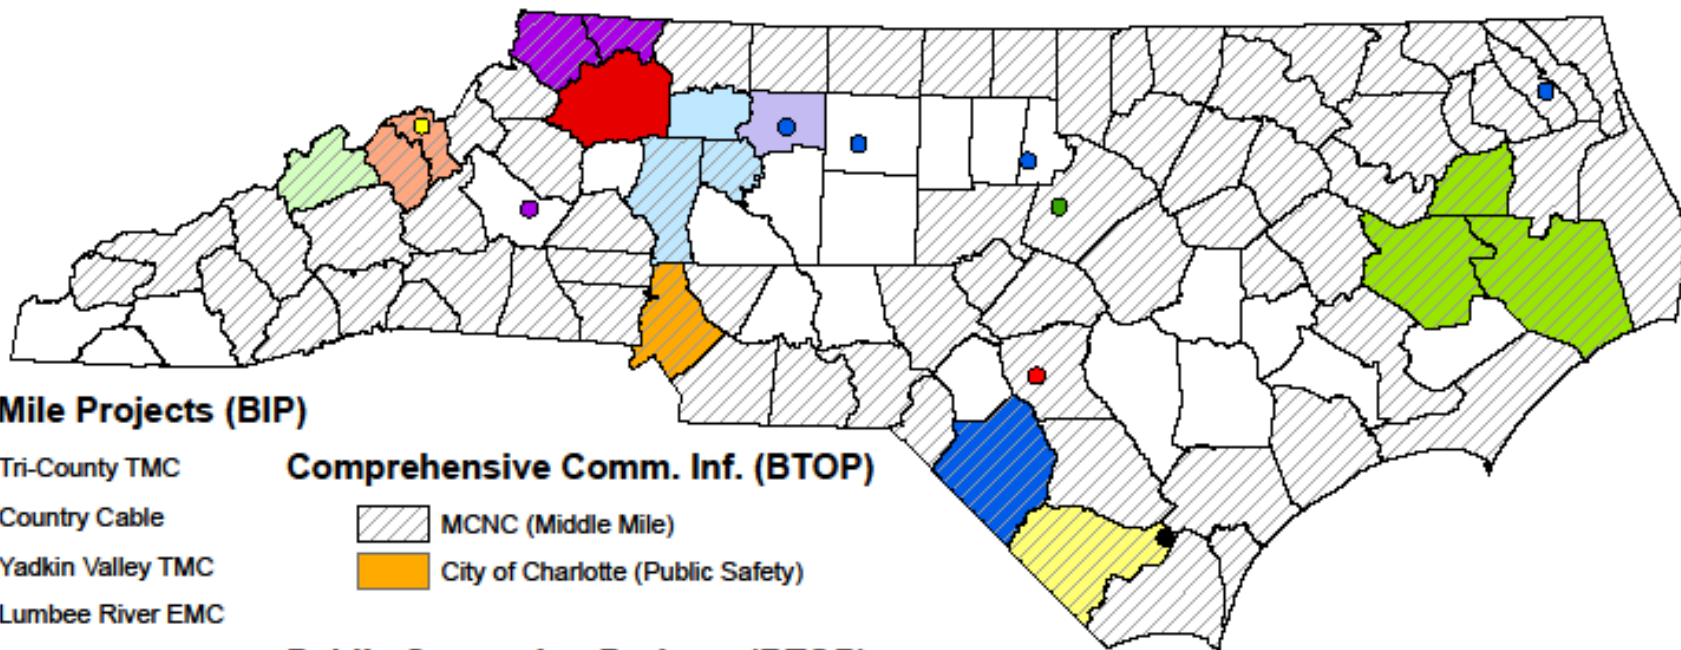 Mile Projects (BIP)
Tri-County TMC
Country Cable
Yadkin Valley TMC
Lumbee River EMC
Comprehensive Comm. Inf. (BTOP)
MCNC (Middle Mile)
City of Charlotte (Public Safety)